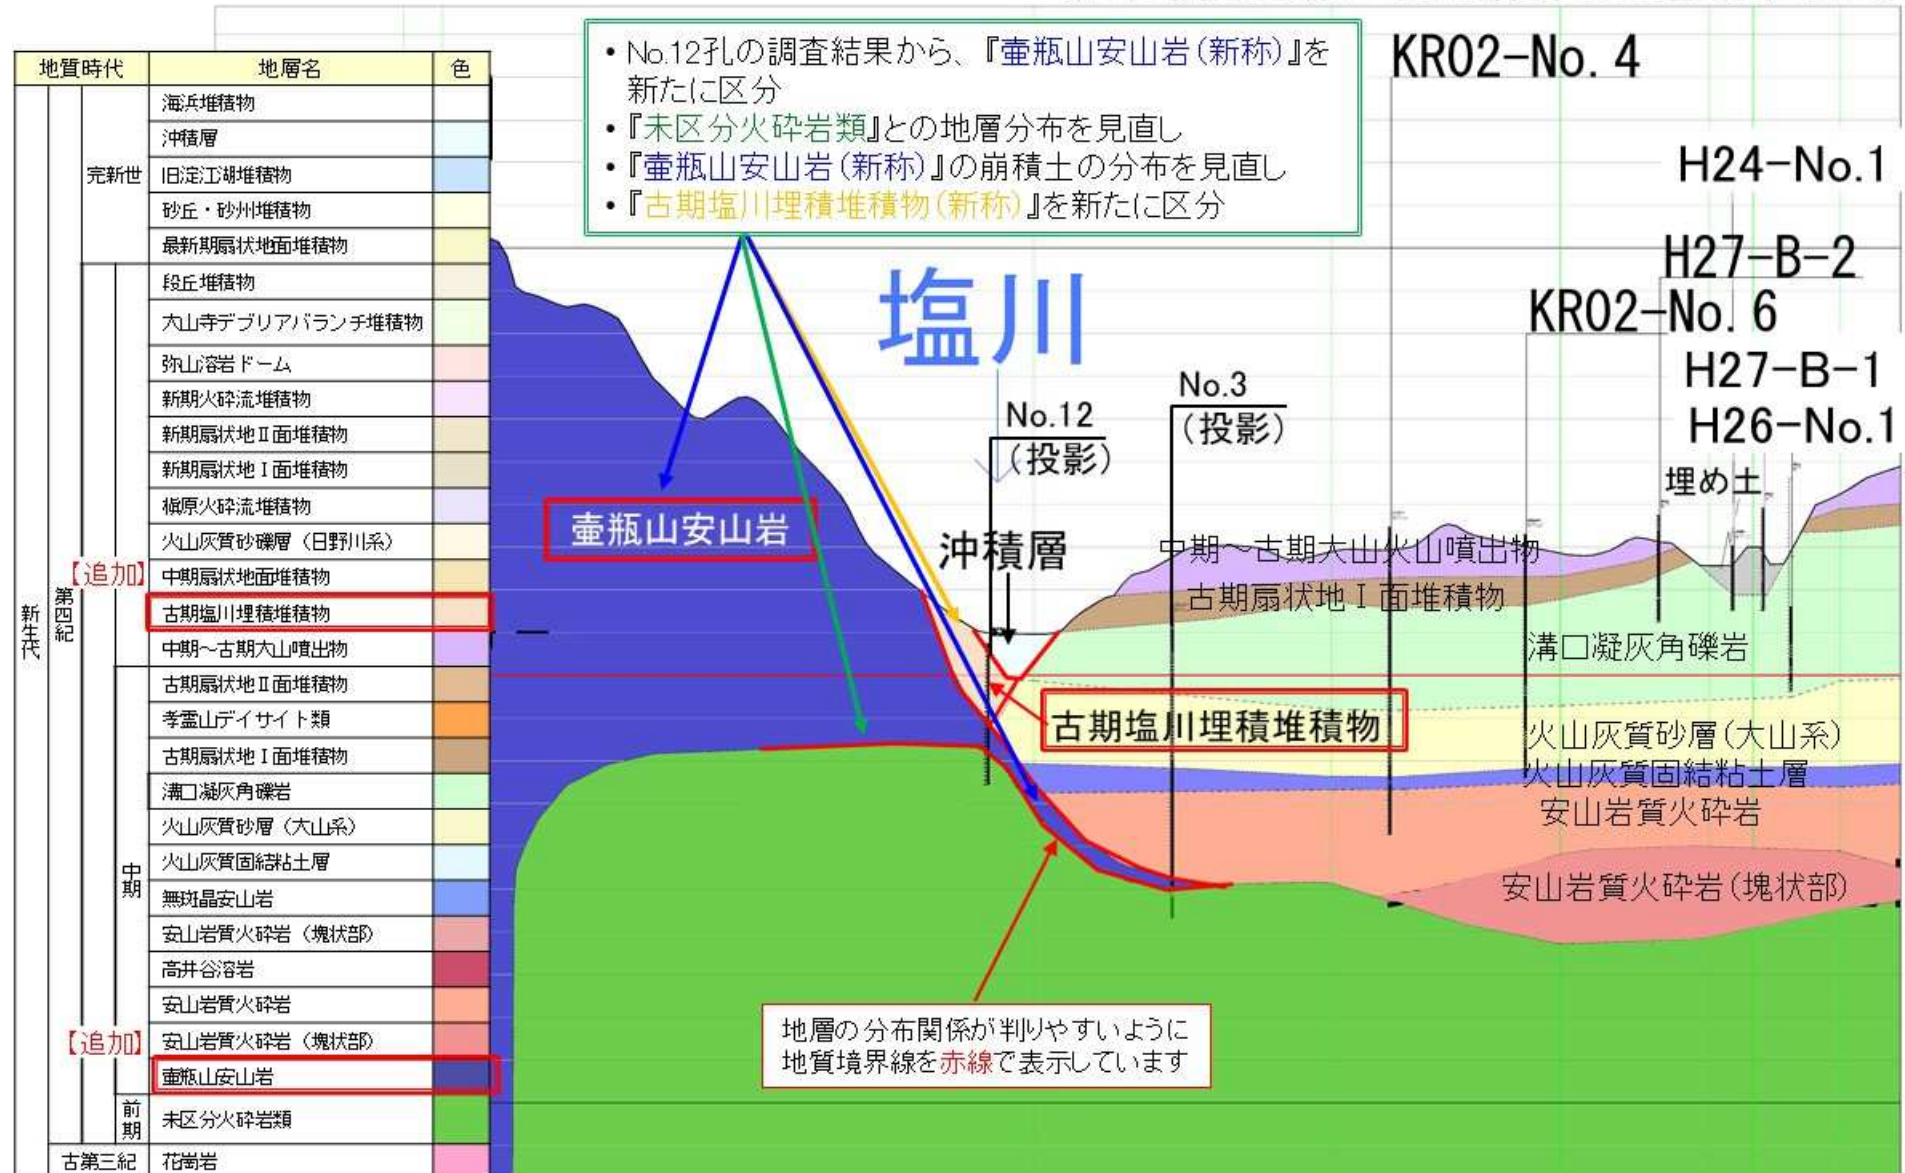 地質時代 地層名 色
新生代
第四紀
完新世
中期
前期
古第三紀
海浜堆積物
沖積層
旧淀江湖堆積物
砂丘・砂州堆積物
最新期扇状地面堆積物
段丘堆積物
大山寺デブリアバランチ堆積物
弥山溶岩ドーム
新期火砕流堆積物
新期扇状地Ⅱ面堆積物
新期扇状地Ⅰ面堆積物
槇原火砕流堆積物
火山灰質砂礫層（日野川系）
【追加】
中期扇状地面堆積物
古期塩川埋積堆積物
中期～古期大山噴出物
古期扇状地Ⅱ面堆積物
孝霊山デイサイト類
古期扇状地Ⅰ面堆積物
溝口凝灰角礫岩
火山灰質砂層（大山系）
火山灰質固結粘土層
無斑晶安山岩
安山岩質火砕岩（塊状部）
高井谷溶岩
安山岩質火砕岩
【追加】
安山岩質火砕岩（塊状部）
壷瓶山安山岩
未区分火砕岩類
花崗岩
・No.12孔の調査結果から、『壷瓶山安山岩(新称)』を
新たに区分
・『未区分火砕岩類』との地層分布を見直し
・『壷瓶山安山岩(新称)』の崩積土の分布を見直し
・『古期塩川埋積堆積物(新称)』を新たに区分
KR02-No. 4
H24-No.1
H27-B-2
KR02-No. 6
H27-B-1
H26-No.1
塩川
No.3
(投影)
No.12
(投影)
埋め土
壷瓶山安山岩
沖積層
中期～古期大山火山噴出物
古期扇状地Ⅰ面堆積物
溝口凝灰角礫岩
古期塩川埋積堆積物
火山灰質砂層(大山系)
火山灰質固結粘土層
安山岩質火砕岩
安山岩質火砕岩(塊状部)
地層の分布関係が判りやすいように
地質境界線を赤線で表示しています